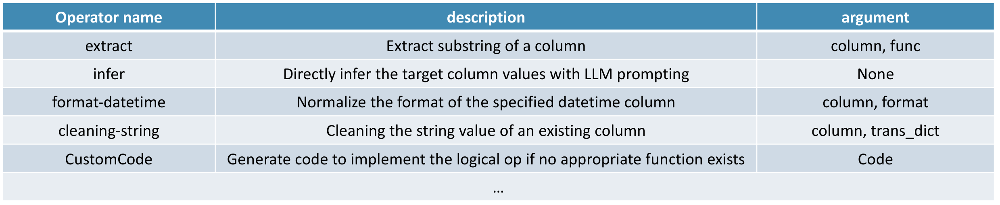 Operator name description argument
extract Extract substring of a column column, func
infer Directly infer the target column values with LLM prompting None
format-datetime Normalize the format of the specified datetime column column, format
cleaning-string Cleaning the string value of an existing column column, trans_dict
CustomCode Generate code to implement the logical op if no appropriate function exists Code
...